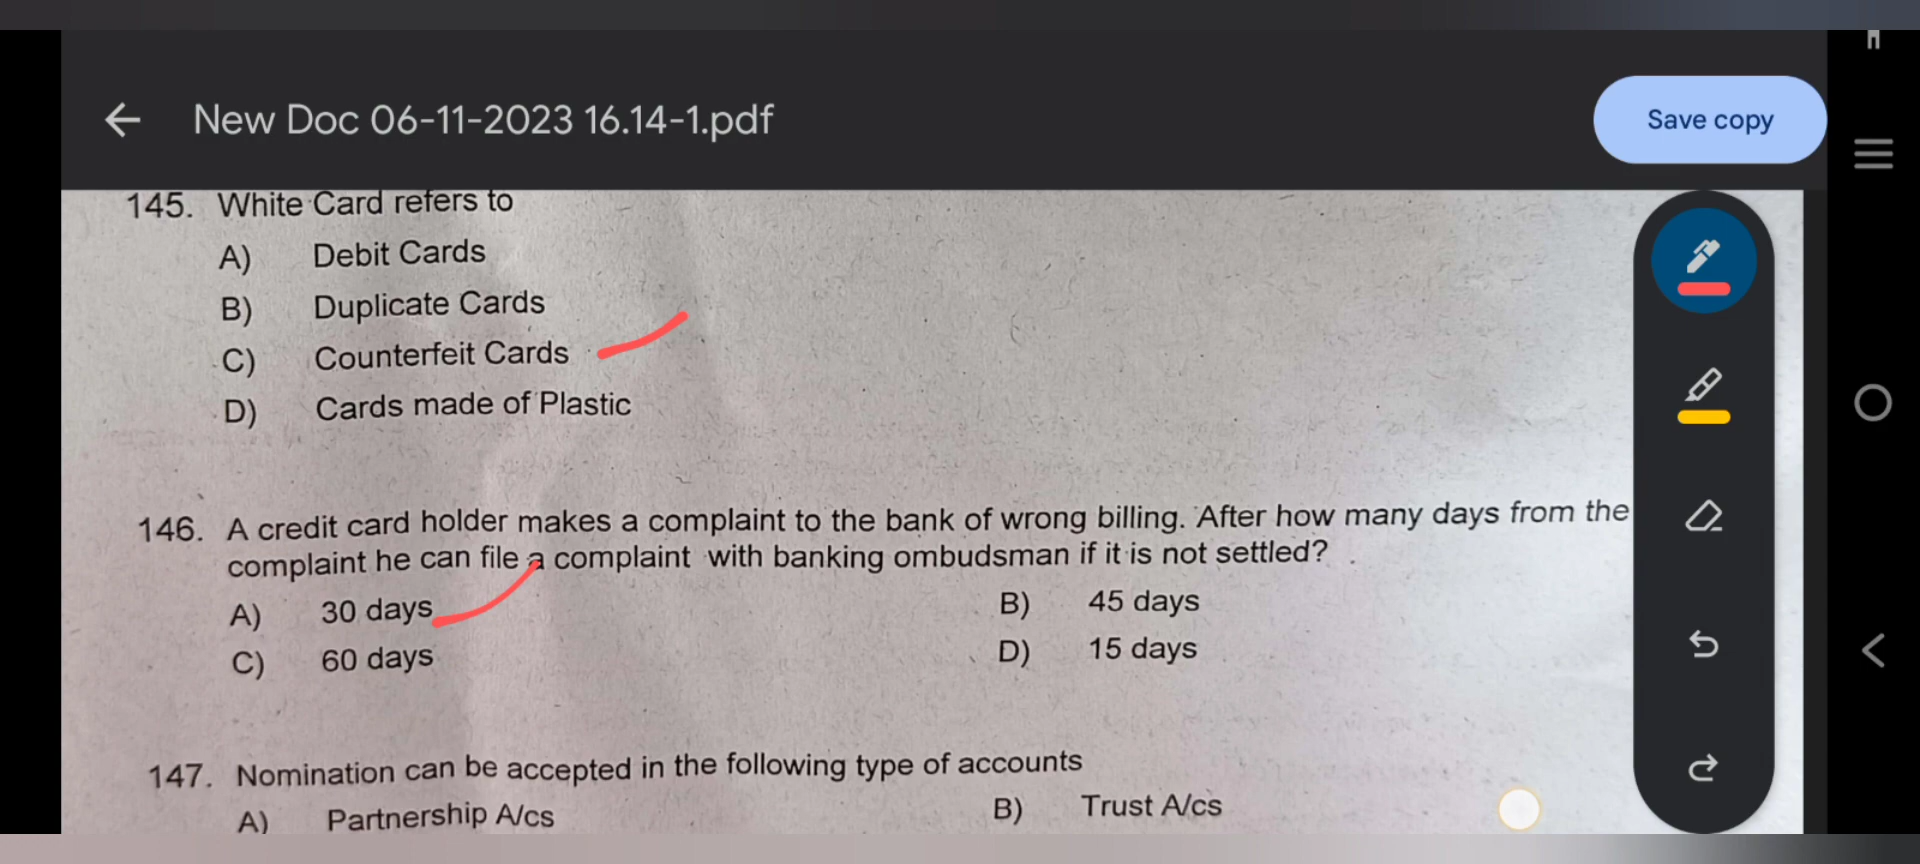 New Doc 06-11-2023 16.14-1.pdf
Save copy
145. White Card refers to
A) Debit Cards
B) Duplicate Cards
C) Counterfeit Cards
D) Cards made of Plastic
146. A credit card holder makes a complaint to the bank of wrong billing. After how many days from the
complaint he can file a complaint with banking ombudsman if it is not settled?
A) 30 days B) 45 days
C) 60 days D) 15 days
147. Nomination can be accepted in the following type of accounts
A) Partnership A/cs B) Trust A/cs